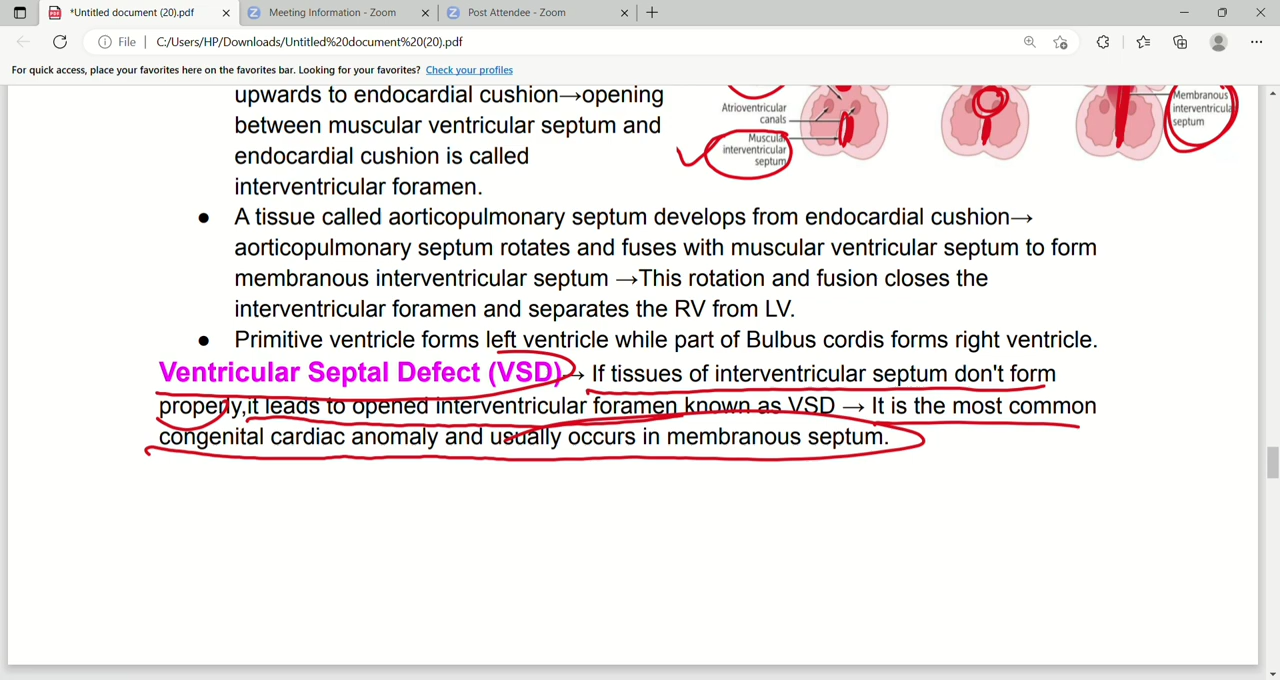 *Untitled document (20).pdf
Meeting Information - Zoom
Post Attendee - Zoom
File
C:/Users/HP/Downloads/Untitled%20document%20(20).pdf
For quick access, place your favorites here on the favorites bar. Looking for your favorites? Check your profiles
upwards to endocardial cushion→opening
between muscular ventricular septum and
endocardial cushion is called
interventricular foramen.
Atrioventricular
canals
Muscular
interventricular
septum
Membranous
interventricular
septum
● A tissue called aorticopulmonary septum develops from endocardial cushion→
aorticopulmonary septum rotates and fuses with muscular ventricular septum to form
membranous interventricular septum →This rotation and fusion closes the
interventricular foramen and separates the RV from LV.
● Primitive ventricle forms left ventricle while part of Bulbus cordis forms right ventricle.
Ventricular Septal Defect (VSD)→ If tissues of interventricular septum don't form
properly,it leads to opened Interventricular foramen known as VSD → It is the most common
congenital cardiac anomaly and usually occurs in membranous septum.